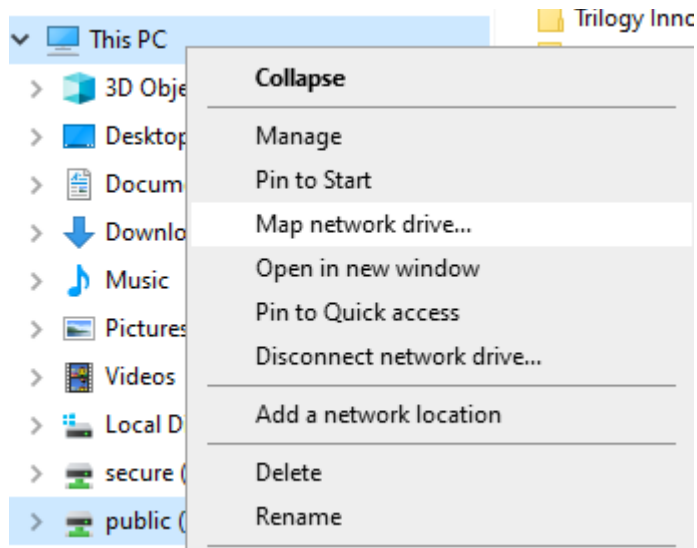 Trilogy Inno
This PC
3D Obje
Desktop
Docum
Downlo
Music
Pictures
Videos
Local D
secure (
public (
Collapse
Manage
Pin to Start
Map network drive...
Open in new window
Pin to Quick access
Disconnect network drive...
Add a network location
Delete
Rename